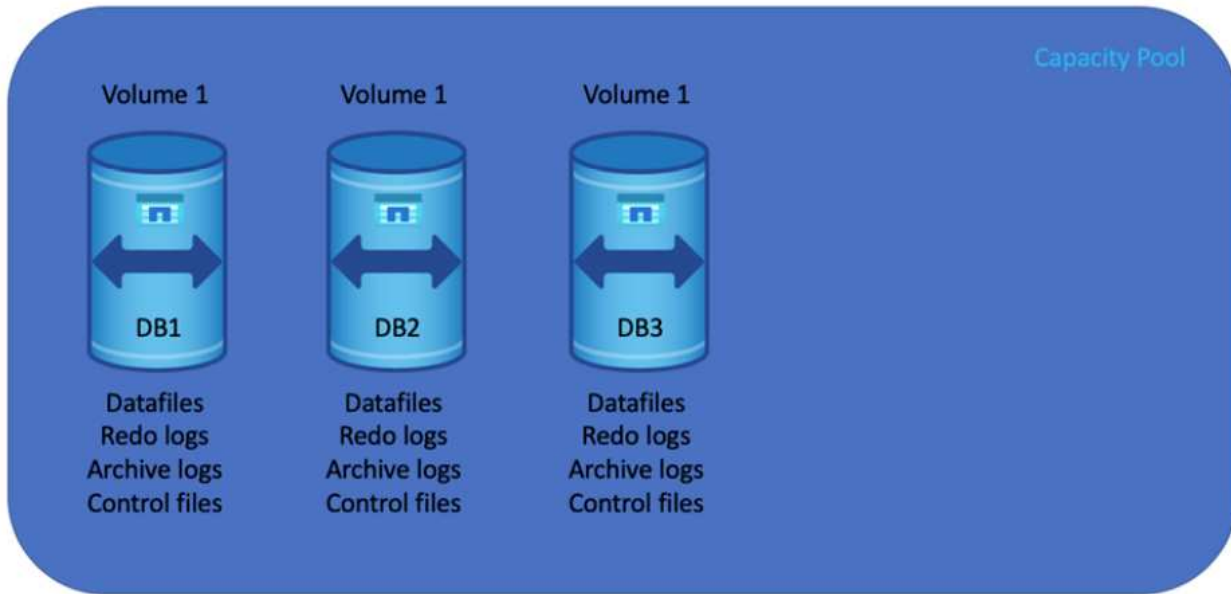 Capacity Pool
Volume 1
Volume 1
Volume 1
DB1
DB2
DB3
Datafiles
Redo logs
Archive logs
Control files
Datafiles
Redo logs
Archive logs
Control files
Datafiles
Redo logs
Archive logs
Control files